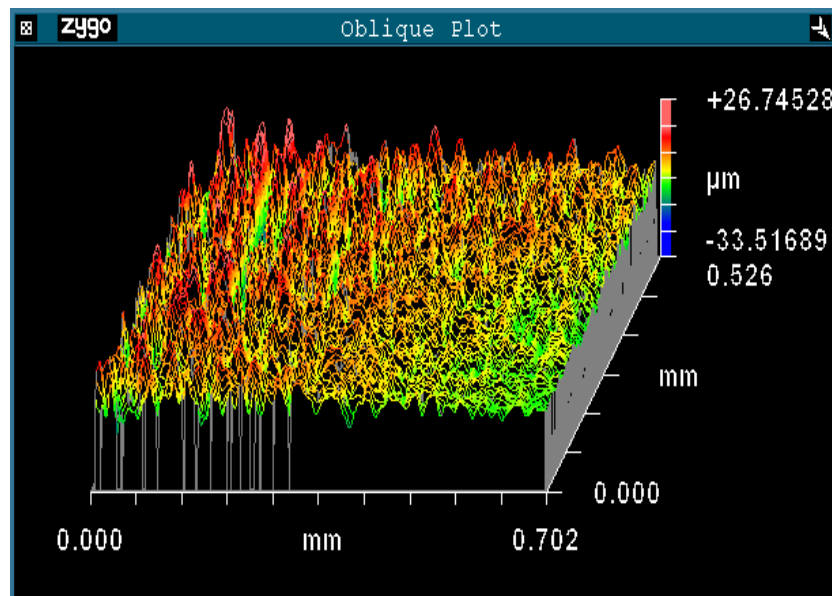 zygo Oblique Plot
+26.74528
µm
-33.51689
0.526
mm
0.000
0.000 mm 0.702